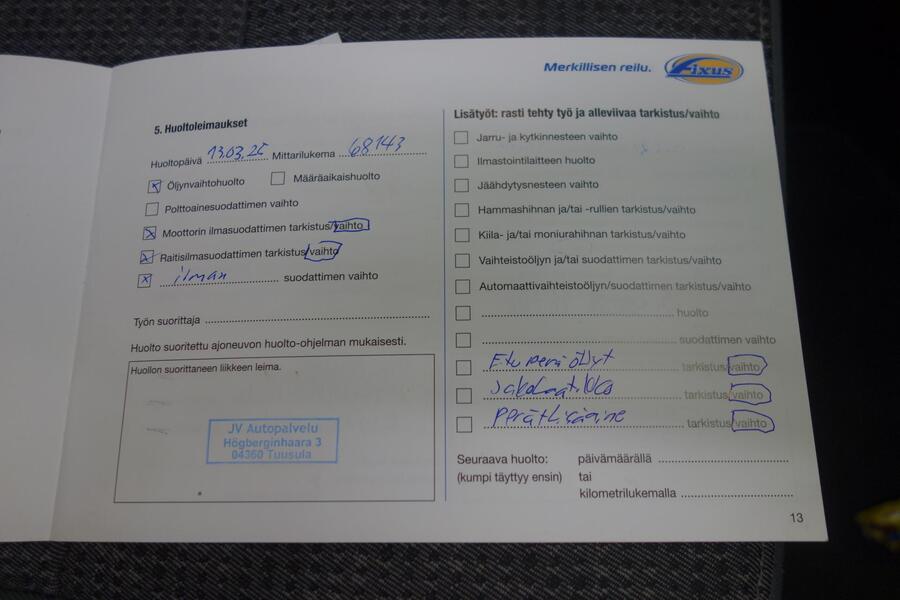 Merkillisen reilu. Fixus
5. Huoltoleimaukset
Huoltopäivä 13.03.25 Mittarilukema 68143
Öljynvaihtohuolto Määräaikaishuolto
Polttoainesuodattimen vaihto
Moottorin ilmasuodattimen tarkistus/vaihto
Raitisilmasuodattimen tarkistus/vaihto
ilman suodattimen vaihto
Työn suorittaja
Huolto suoritettu ajoneuvon huolto-ohjelman mukaisesti.
Huollon suorittaneen liikkeen leima.
JV Autopalvelu
Högberginhaara 3
04360 Tuusula
Lisätyöt: rasti tehty työ ja alleviivaa tarkistus/vaihto
Jarru- ja kytkinnesteen vaihto
Ilmastointilaitteen huolto
Jäähdytysnesteen vaihto
Hammashihnan ja/tai -rullien tarkistus/vaihto
Kiila- ja/tai moniurahihnan tarkistus/vaihto
Vaihteistoöljyn ja/tai suodattimen tarkistus/vaihto
Automaattivaihteistoöljyn/suodattimen tarkistus/vaihto
huolto
suodattimen vaihto
Etuperä öljyt tarkistus/vaihto
tarkistus/vaihto
tarkistus/vaihto
Seuraava huolto: päivämäärällä
(kumpi täyttyy ensin) tai
kilometrilukemalla
13